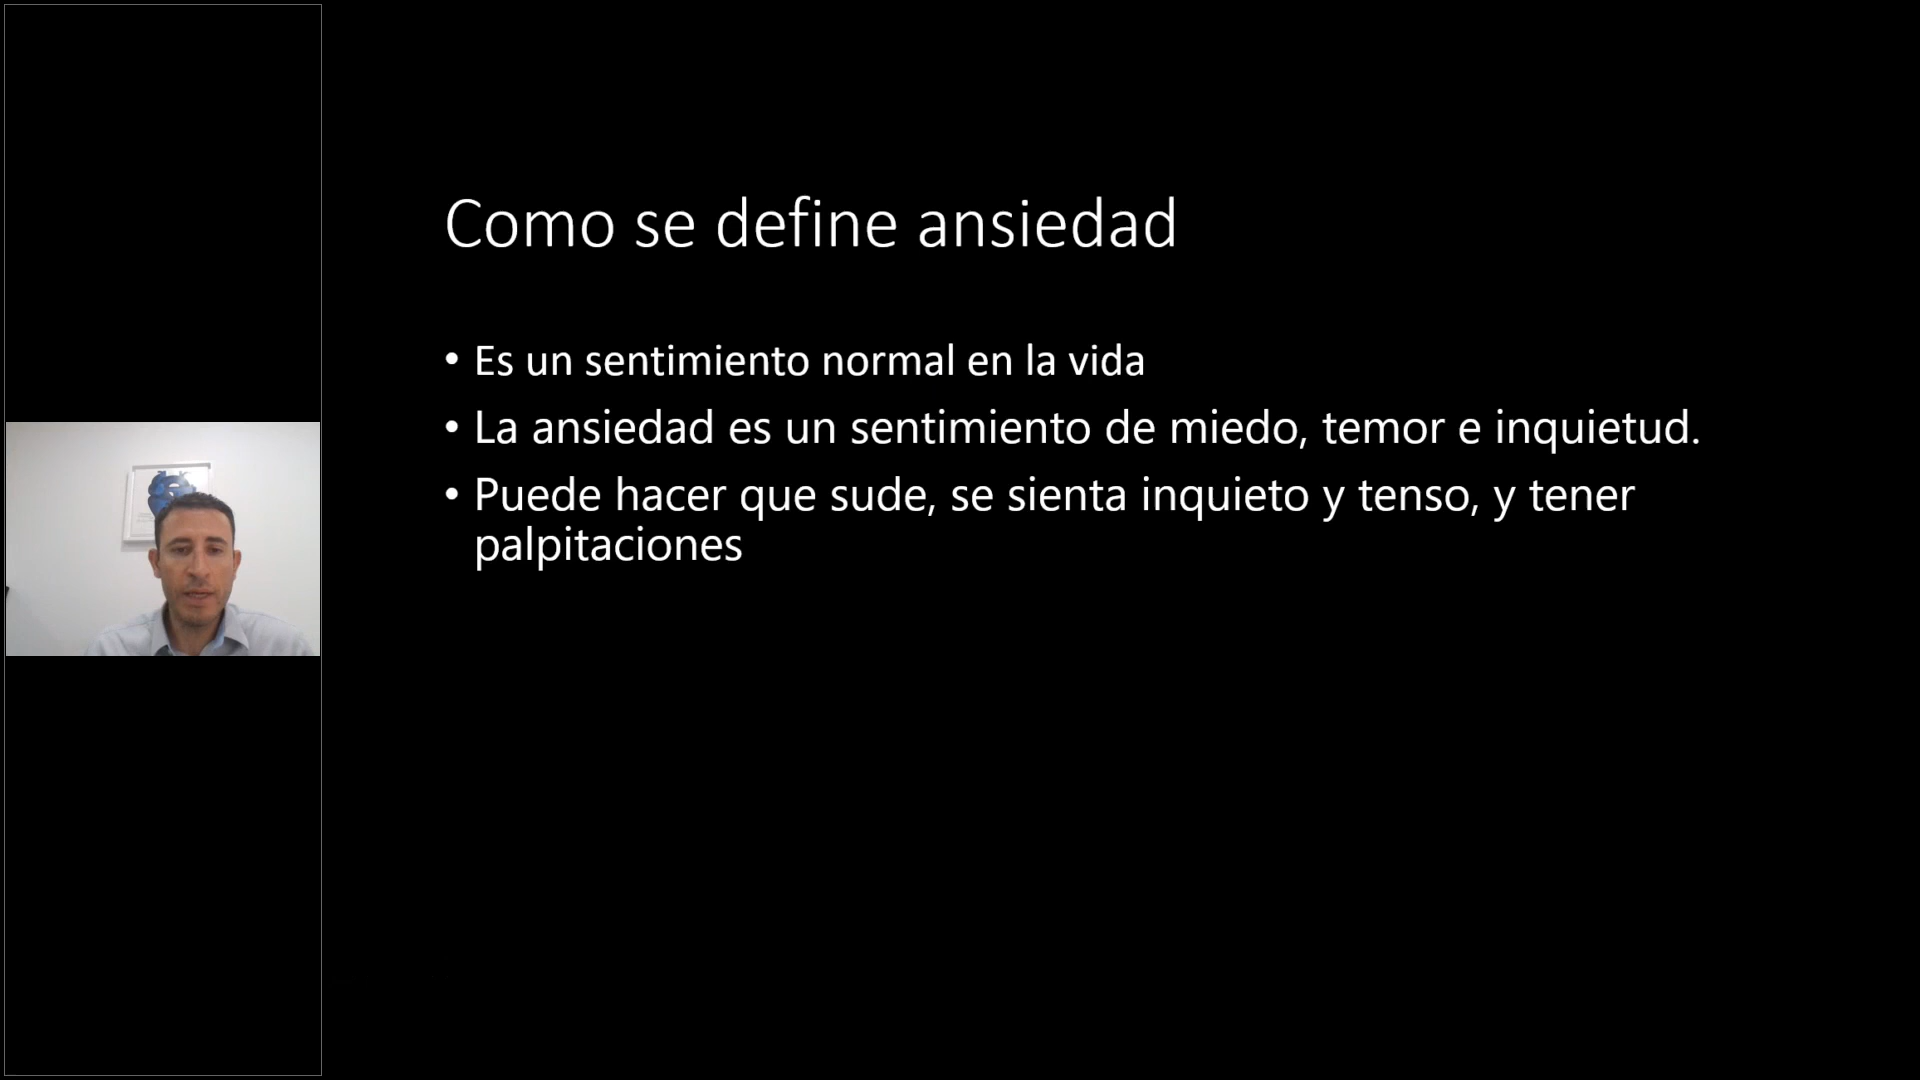 Como se define ansiedad
• Es un sentimiento normal en la vida
• La ansiedad es un sentimiento de miedo, temor e inquietud.
• Puede hacer que sude, se sienta inquieto y tenso, y tener
palpitaciones